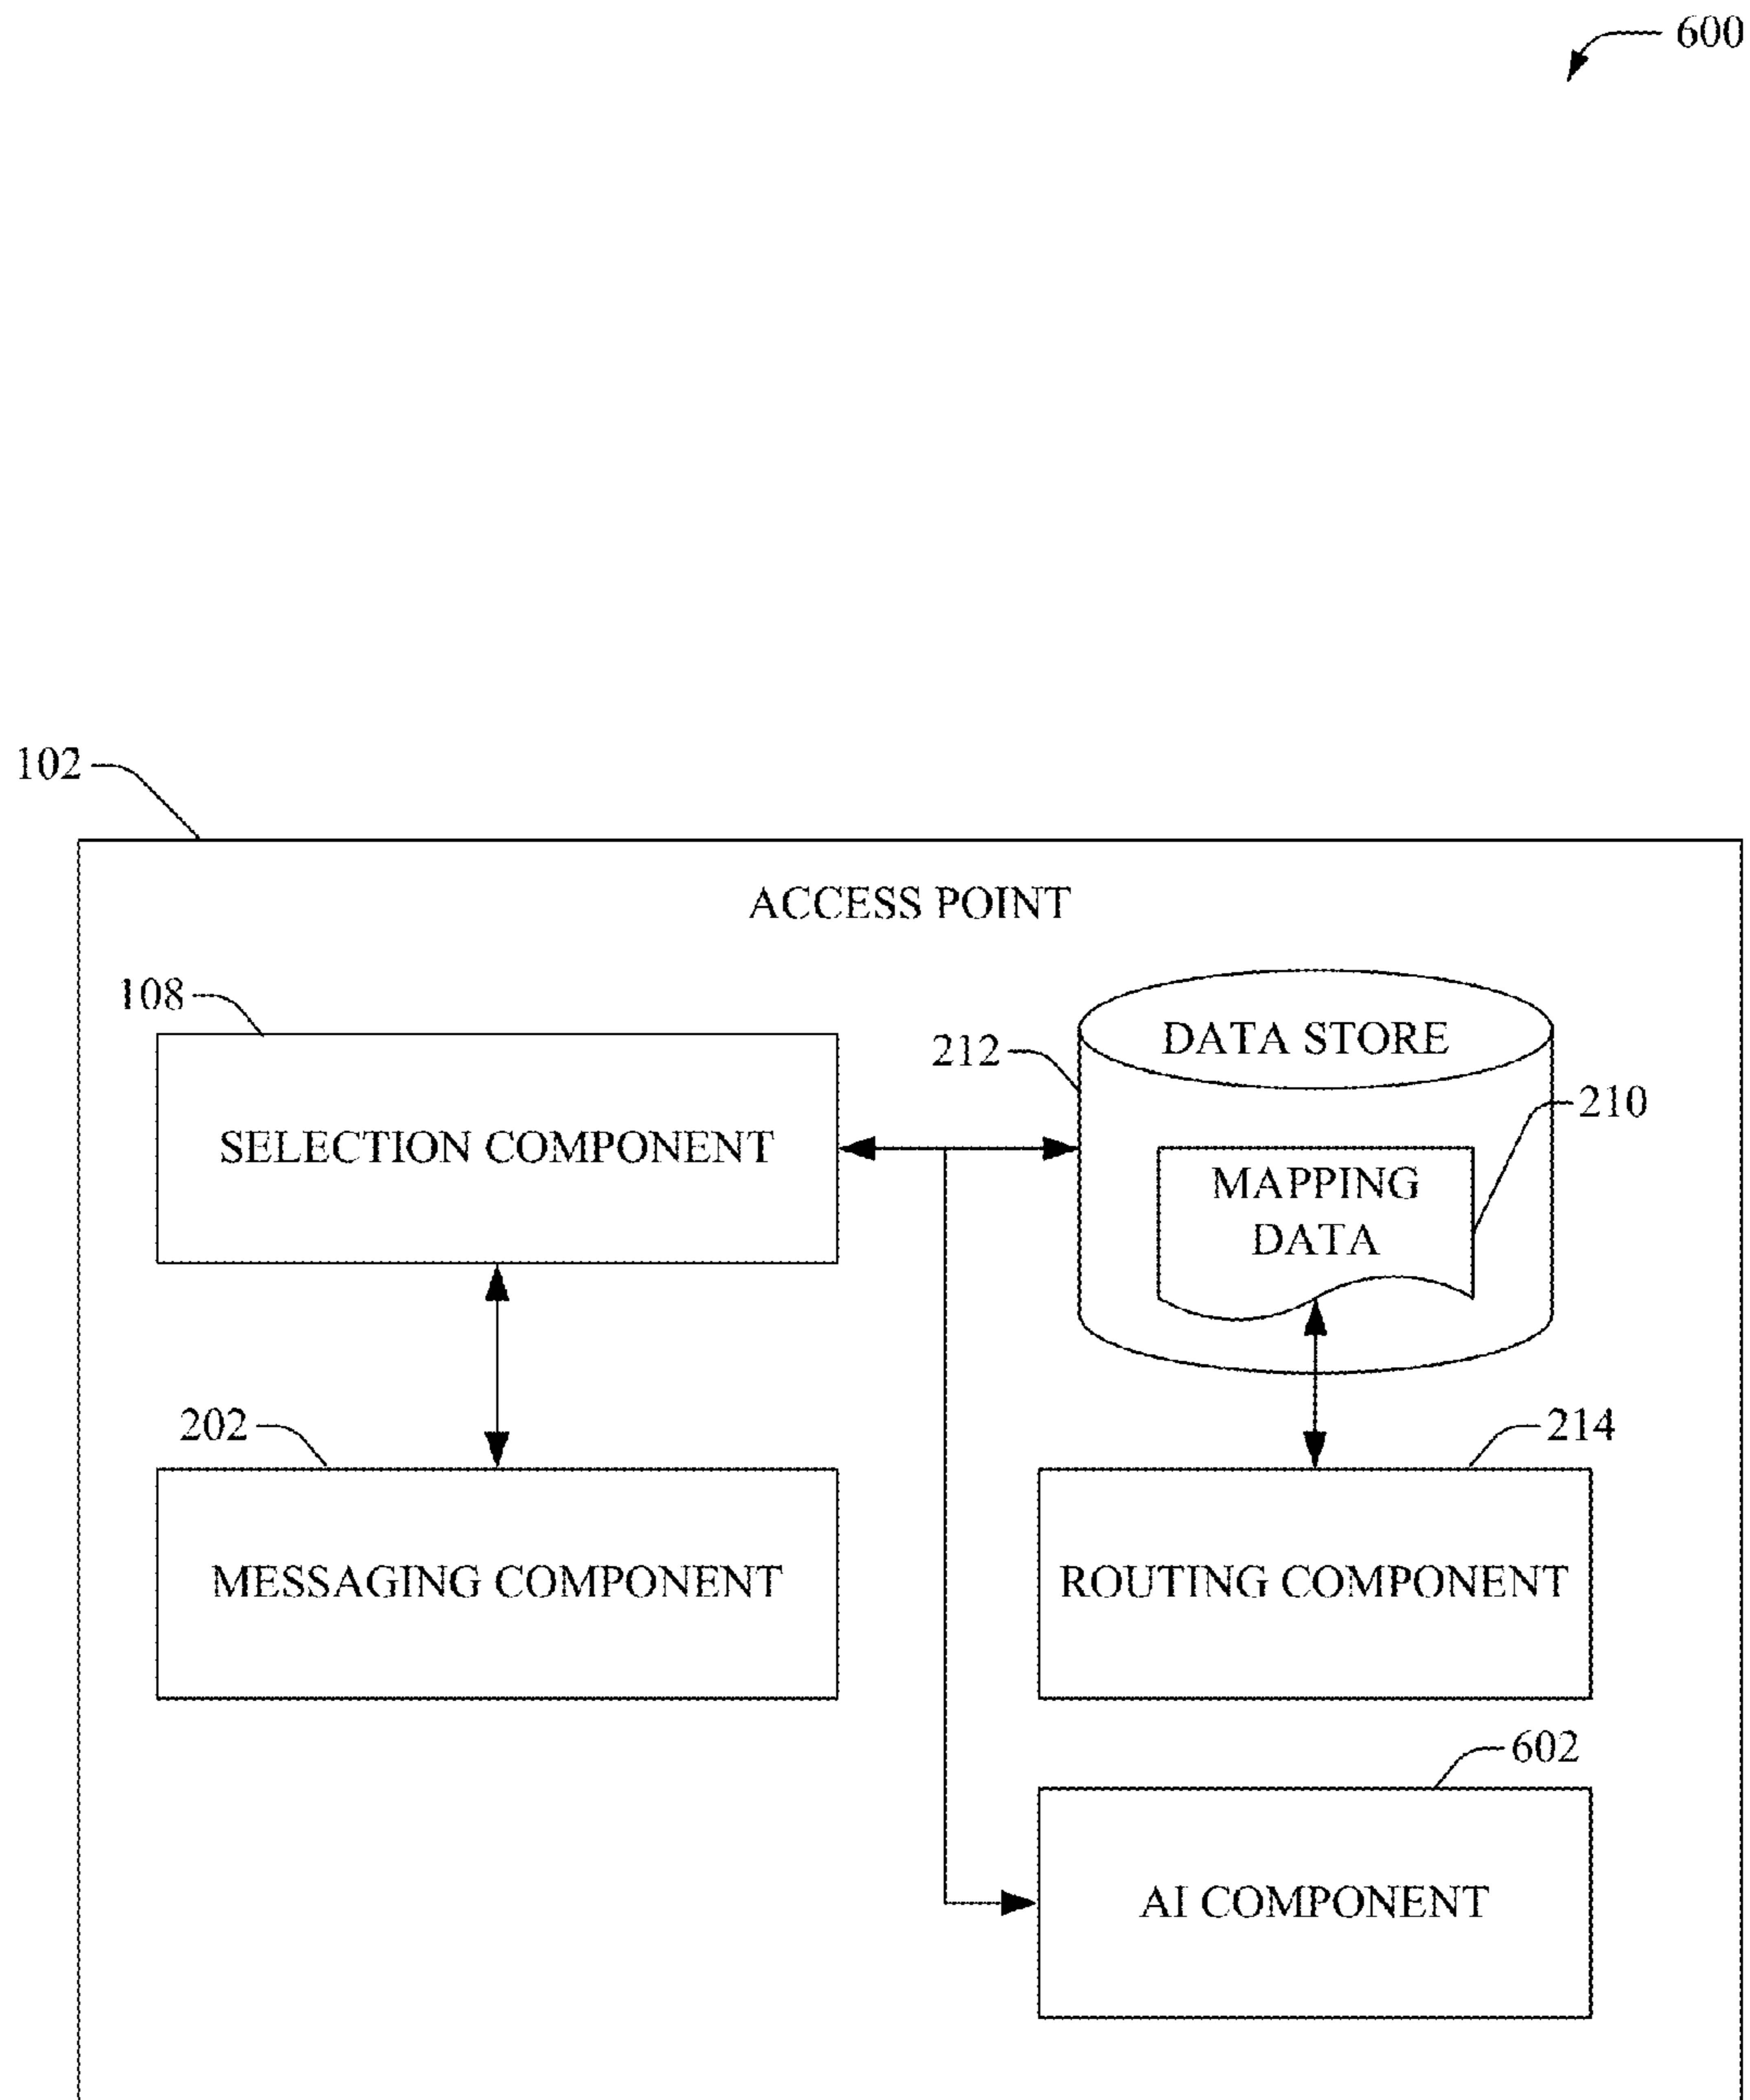 600
102
ACCESS POINT
108
SELECTION COMPONENT
212
DATA STORE
210
MAPPING
DATA
202
MESSAGING COMPONENT
214
ROUTING COMPONENT
602
AI COMPONENT